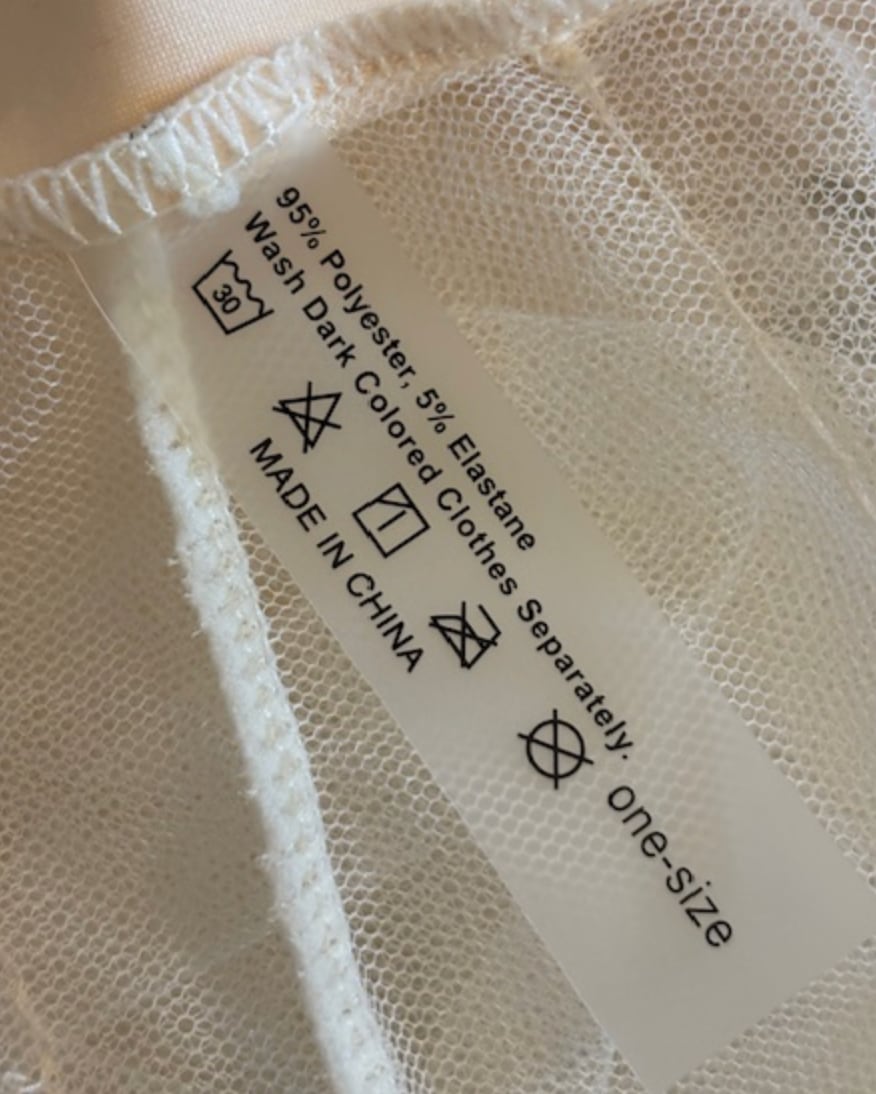 95% Polyester, 5% Elastane
Wash Dark Colored Clothes Separately.
30
MADE IN CHINA
one-size